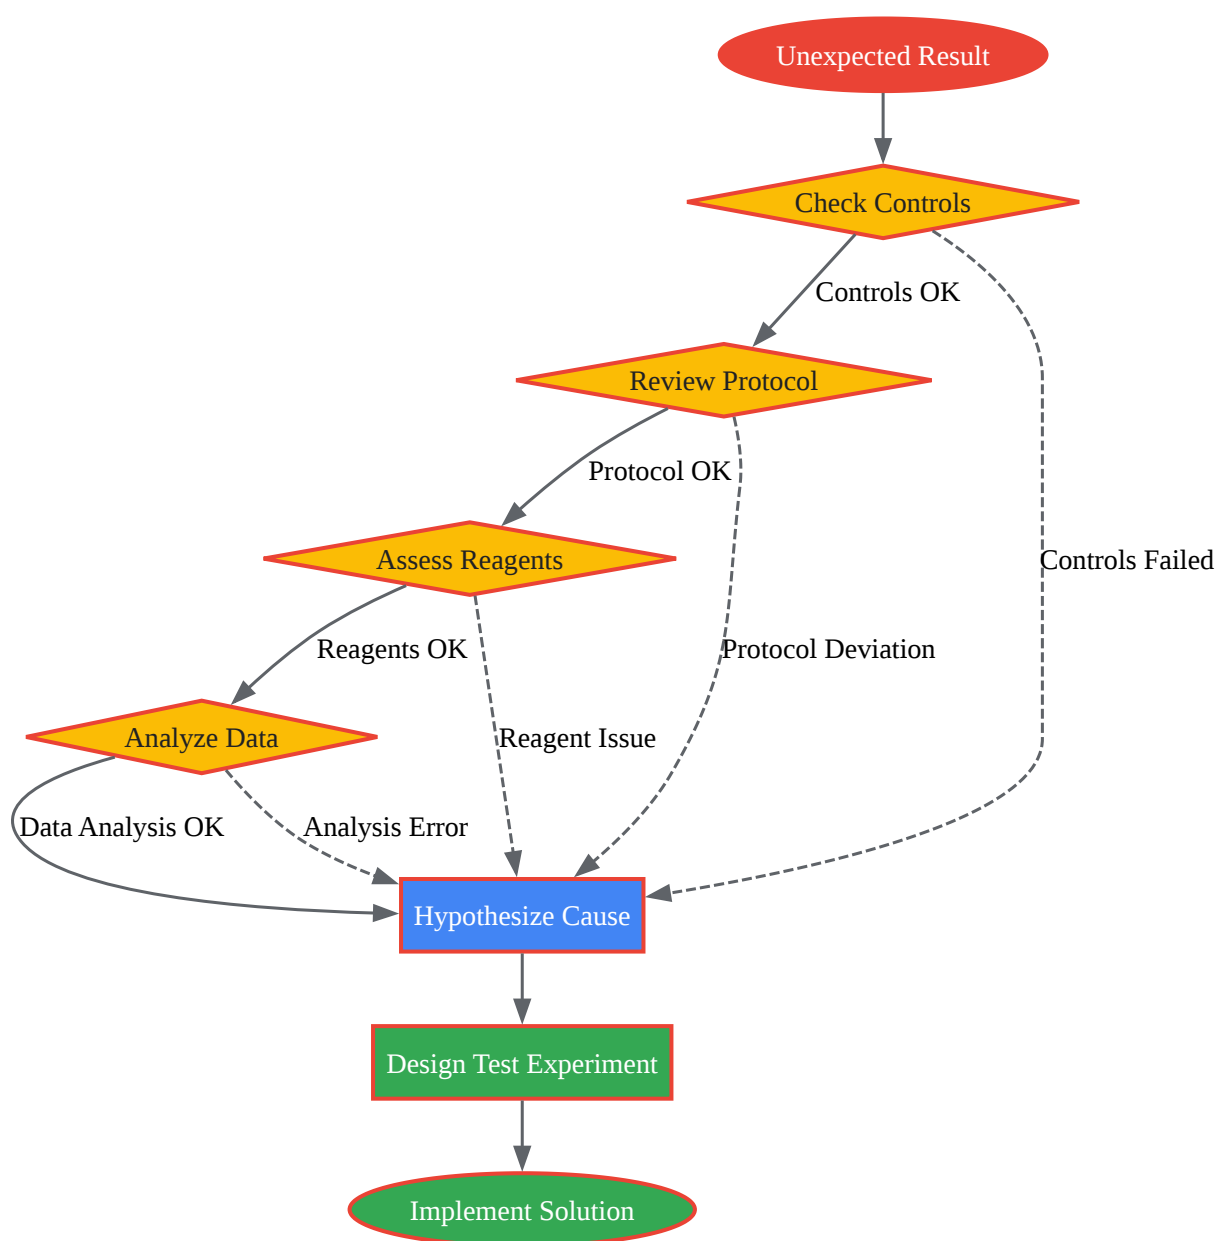 Unexpected Result
Check Controls
Controls OK
Review Protocol
Protocol OK
Assess Reagents
Controls Failed
Reagents OK
Protocol Deviation
Analyze Data
Reagent Issue
Data Analysis OK
Analysis Error
Hypothesize Cause
Design Test Experiment
Implement Solution